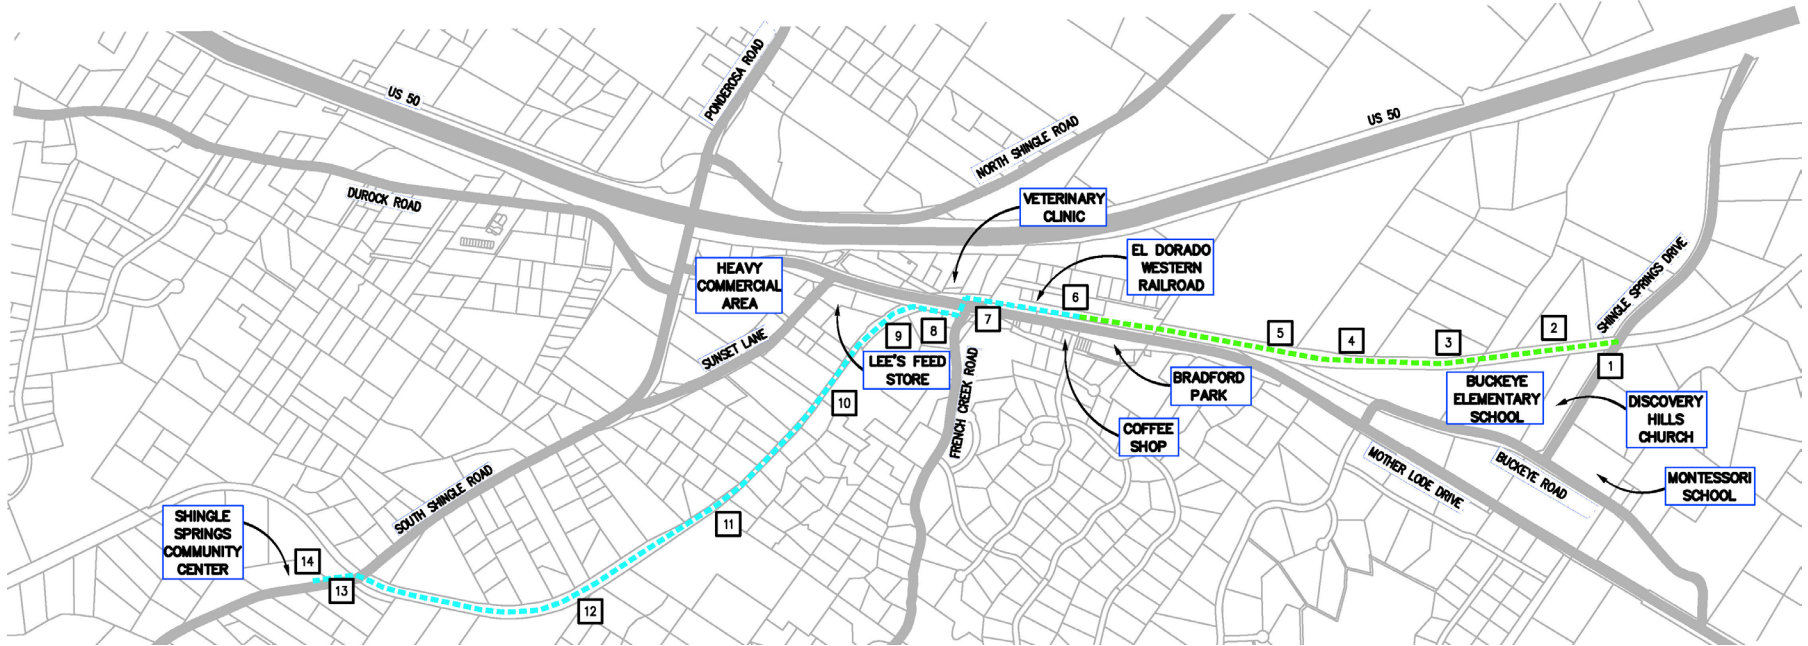 US 50
PONDEROSA ROAD
NORTH SHINGLE ROAD
US 50
DUROCK ROAD
VETERINARY
CLINIC
EL DORADO
WESTERN
RAILROAD
SHINGLE SPRINGS DRIVE
HEAVY
COMMERCIAL
AREA
6
7
8
9
5
4
3
2
1
SUNSET LANE
LEE'S FEED
STORE
FRENCH CREEK ROAD
BRADFORD
PARK
BUCKEYE
ELEMENTARY
SCHOOL
DISCOVERY
HILLS
CHURCH
10
COFFEE
SHOP
MOTHER LODE DRIVE
BUCKEYE ROAD
MONTESSORI
SCHOOL
SOUTH SHINGLE ROAD
11
SHINGLE
SPRINGS
COMMUNITY
CENTER
14
13
12